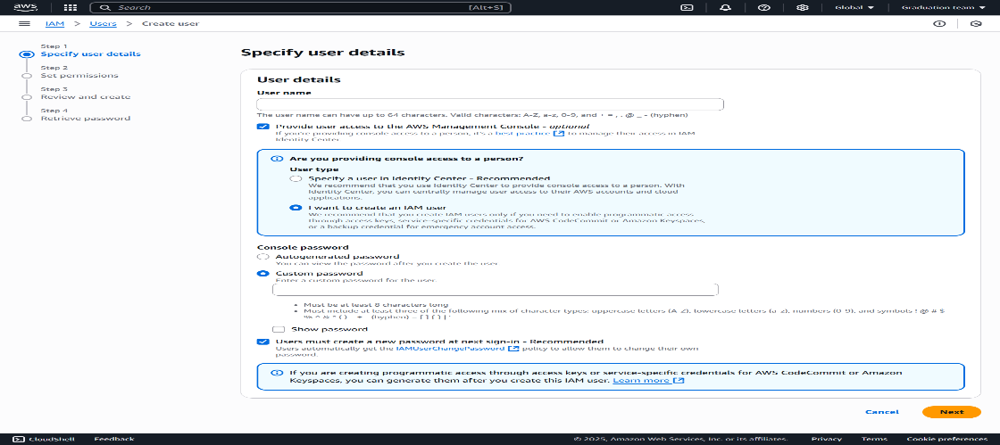 aws
Search [Alt+S]
Global
Graduation team
IAM > Users > Create user
Step 1
Specify user details
Step 2
Set permissions
Step 3
Review and create
Step 4
Retrieve password
Specify user details
User details
User name
The user name can have up to 64 characters. Valid characters: A-Z, a-z, 0-9, and + = , . @ _ - (hyphen)
Provide user access to the AWS Management Console - optional
If you're providing console access to a person, it's a best practice to manage their access in IAM
Identity Center.
Are you providing console access to a person?
User type
Specify a user in Identity Center - Recommended
We recommend that you use Identity Center to provide console access to a person. With
Identity Center, you can centrally manage user access to their AWS accounts and cloud
applications.
I want to create an IAM user
We recommend that you create IAM users only if you need to enable programmatic access
through access keys, service-specific credentials for AWS CodeCommit or Amazon Keyspaces,
or a backup credential for emergency account access.
Console password
Autogenerated password
You can view the password after you create the user.
Custom password
Enter a custom password for the user.
• Must be at least 8 characters long
• Must include at least three of the following mix of character types: uppercase letters (A-Z), lowercase letters (a-z), numbers (0-9), and symbols ! @ # $
% ^ & * ( ) _ + - (hyphen) = [ ] { } | '
Show password
Users must create a new password at next sign-in - Recommended
Users automatically get the IAMUserChangePassword policy to allow them to change their own
password.
If you are creating programmatic access through access keys or service-specific credentials for AWS CodeCommit or Amazon
Keyspaces, you can generate them after you create this IAM user. Learn more
Cancel Next
CloudShell Feedback © 2025, Amazon Web Services, Inc. or its affiliates. Privacy Terms Cookie preferences